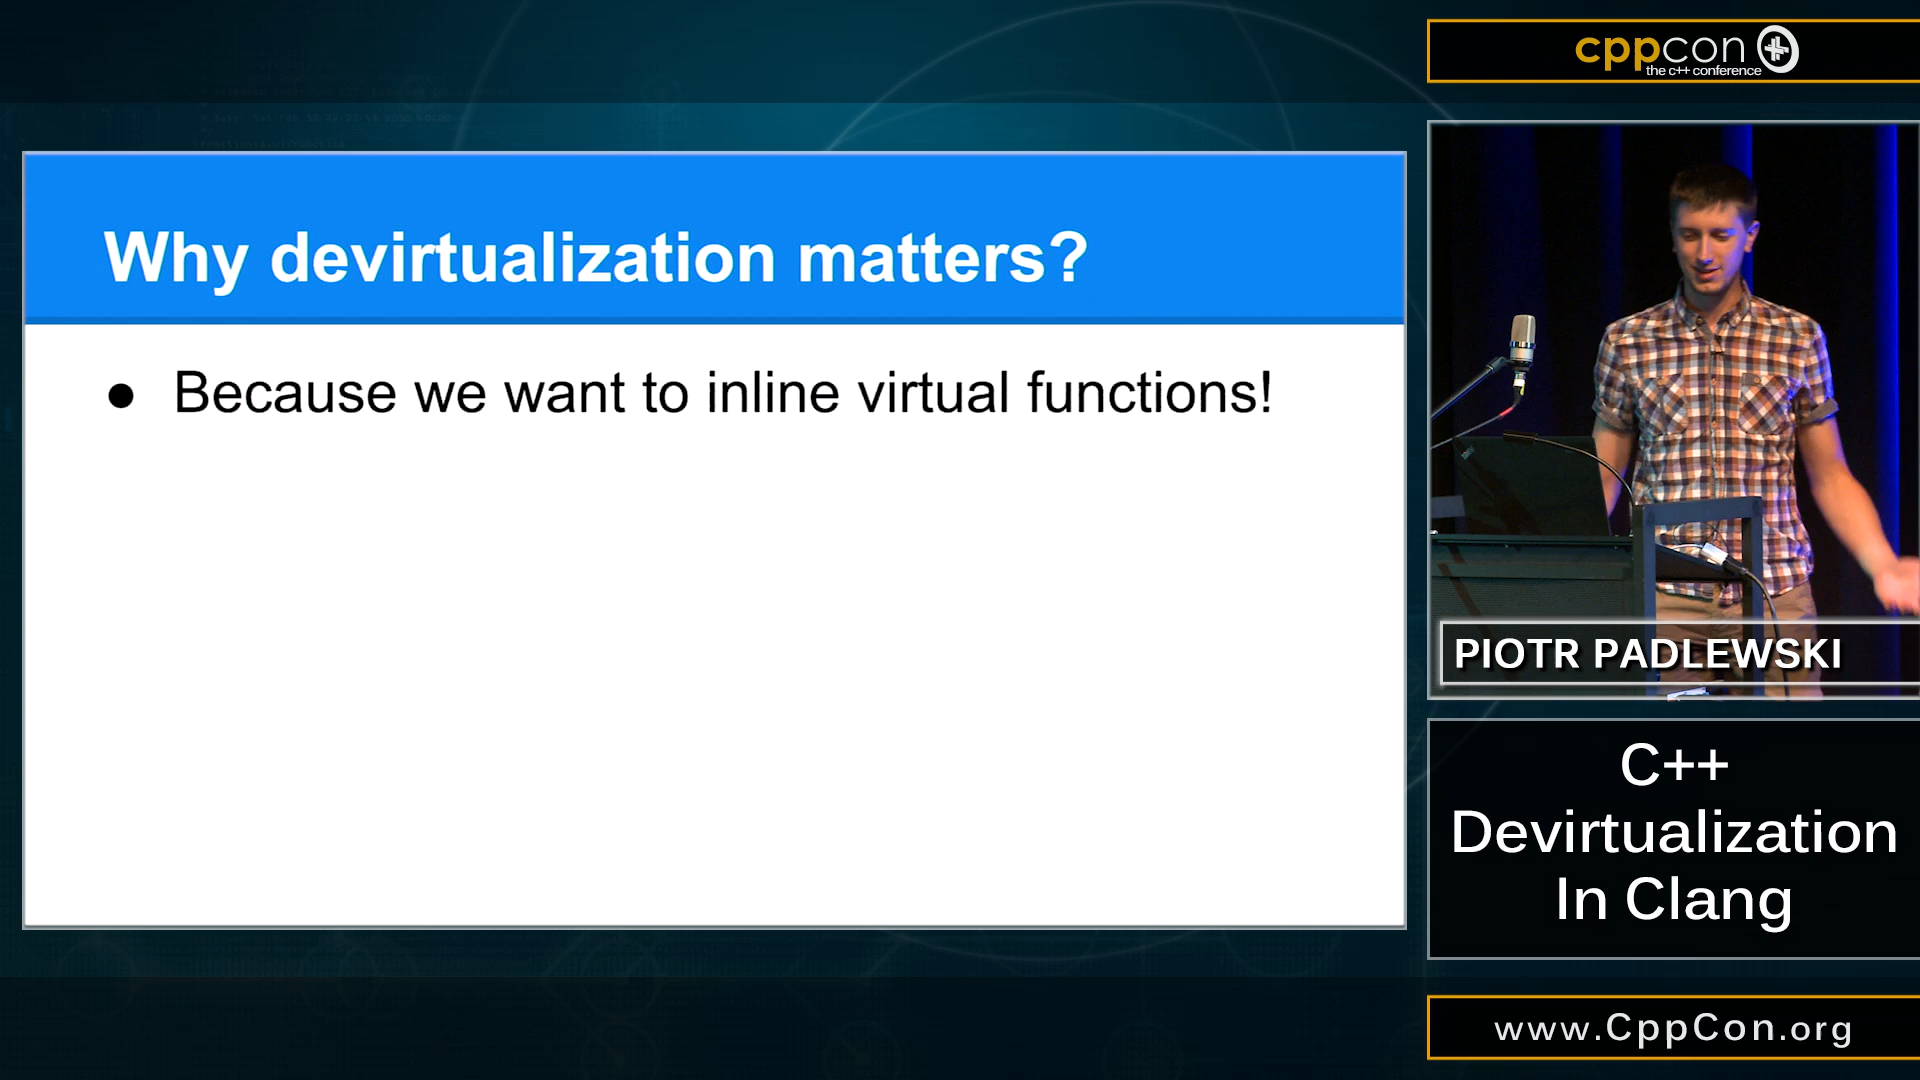 cppcon
the c++ conference
Why devirtualization matters?
● Because we want to inline virtual functions!
PIOTR PADLEWSKI
C++
Devirtualization
In Clang
www.CppCon.org